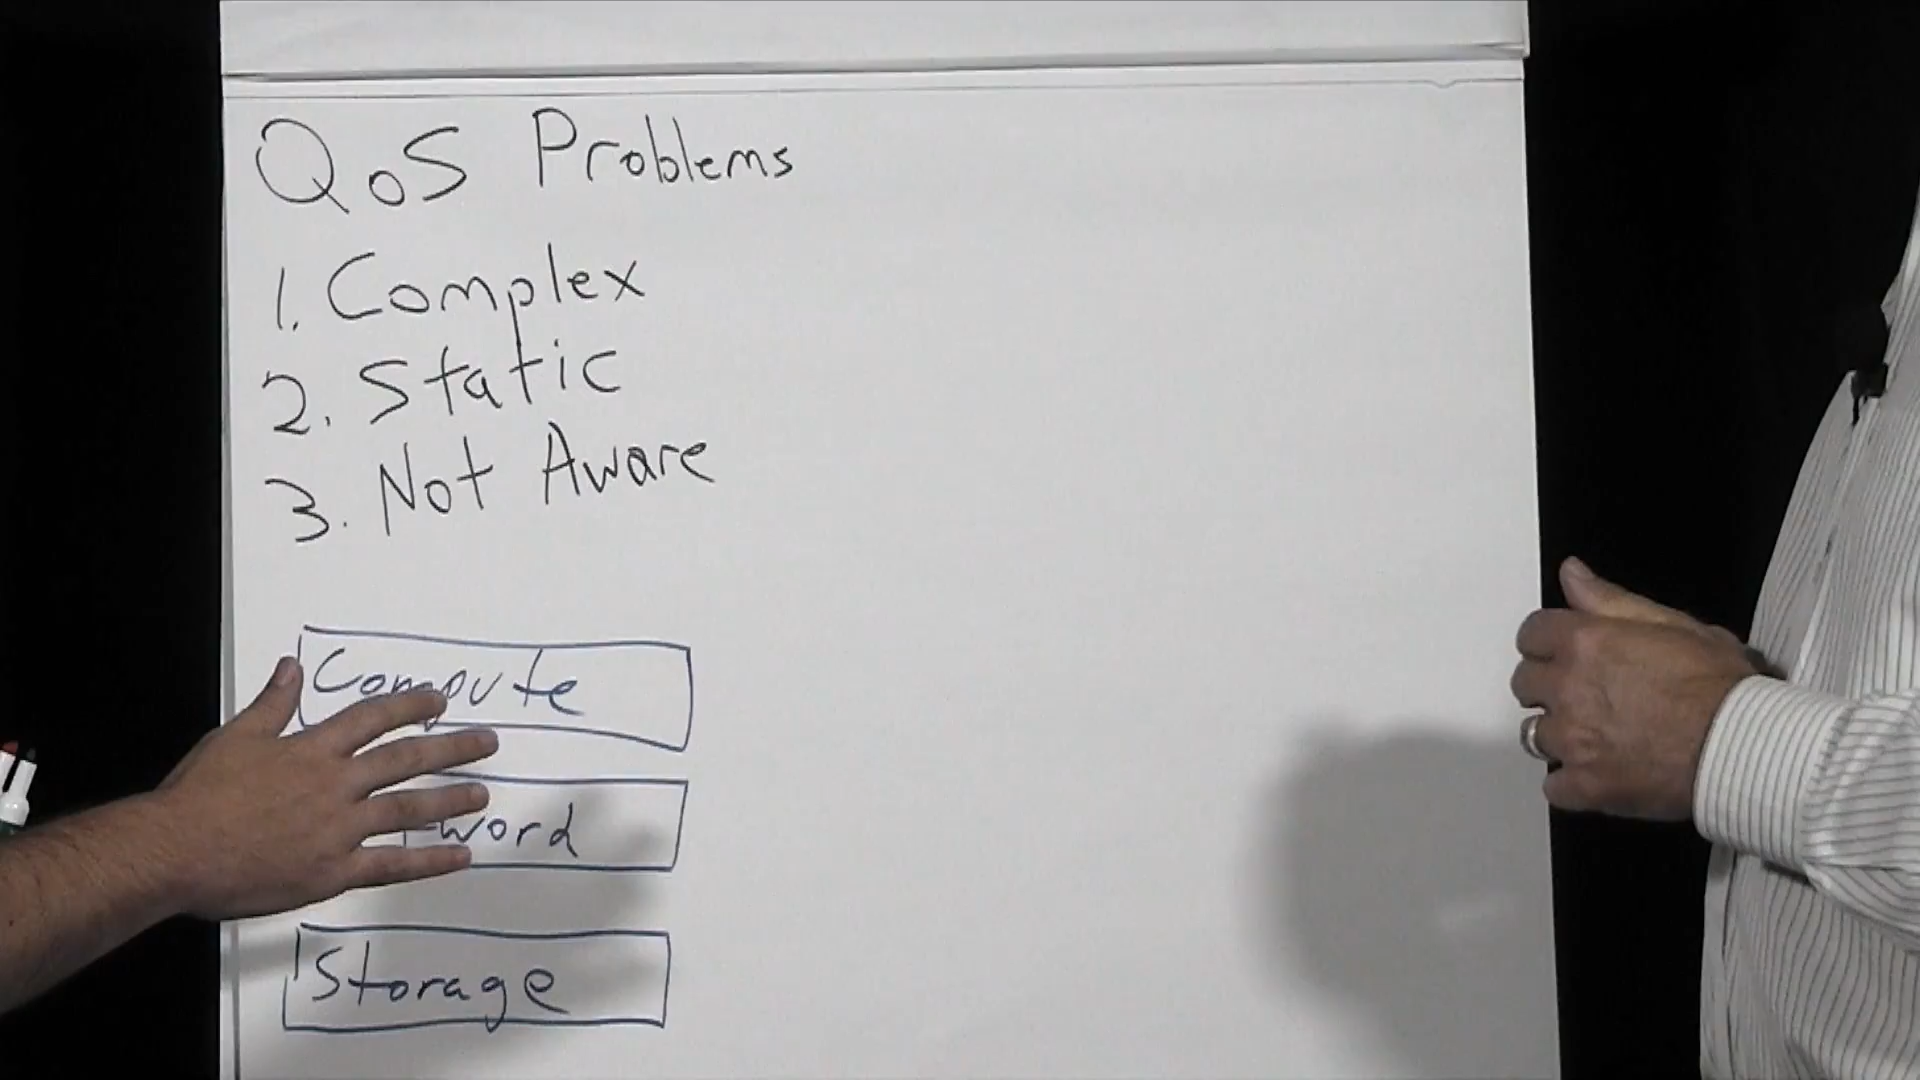 QoS Problems
1. Complex
2. Static
3. Not Aware
Compute
Storage